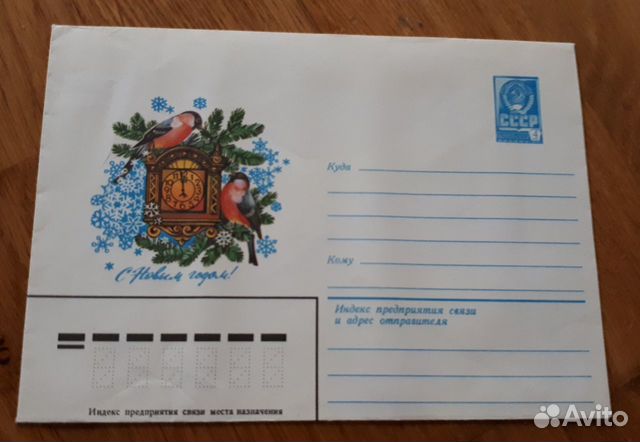 СССР
4
Куда
С Новым годом!
Кому
Индекс предприятия связи
и адрес отправителя
Индекс предприятия связи места назначения
Avito